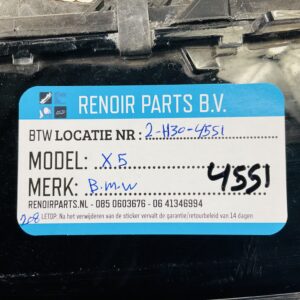 RENOIR PARTS B.V.
BTW LOCATIE NR : 2-H30-4551
MODEL: X5
MERK: B.M.W
4551
RENOIRPARTS.NL - 085 0603676 - 06 41346994
208
LETOP: Na het verwijderen van de sticker vervalt de garantie/retourbeleid van 14 dagen